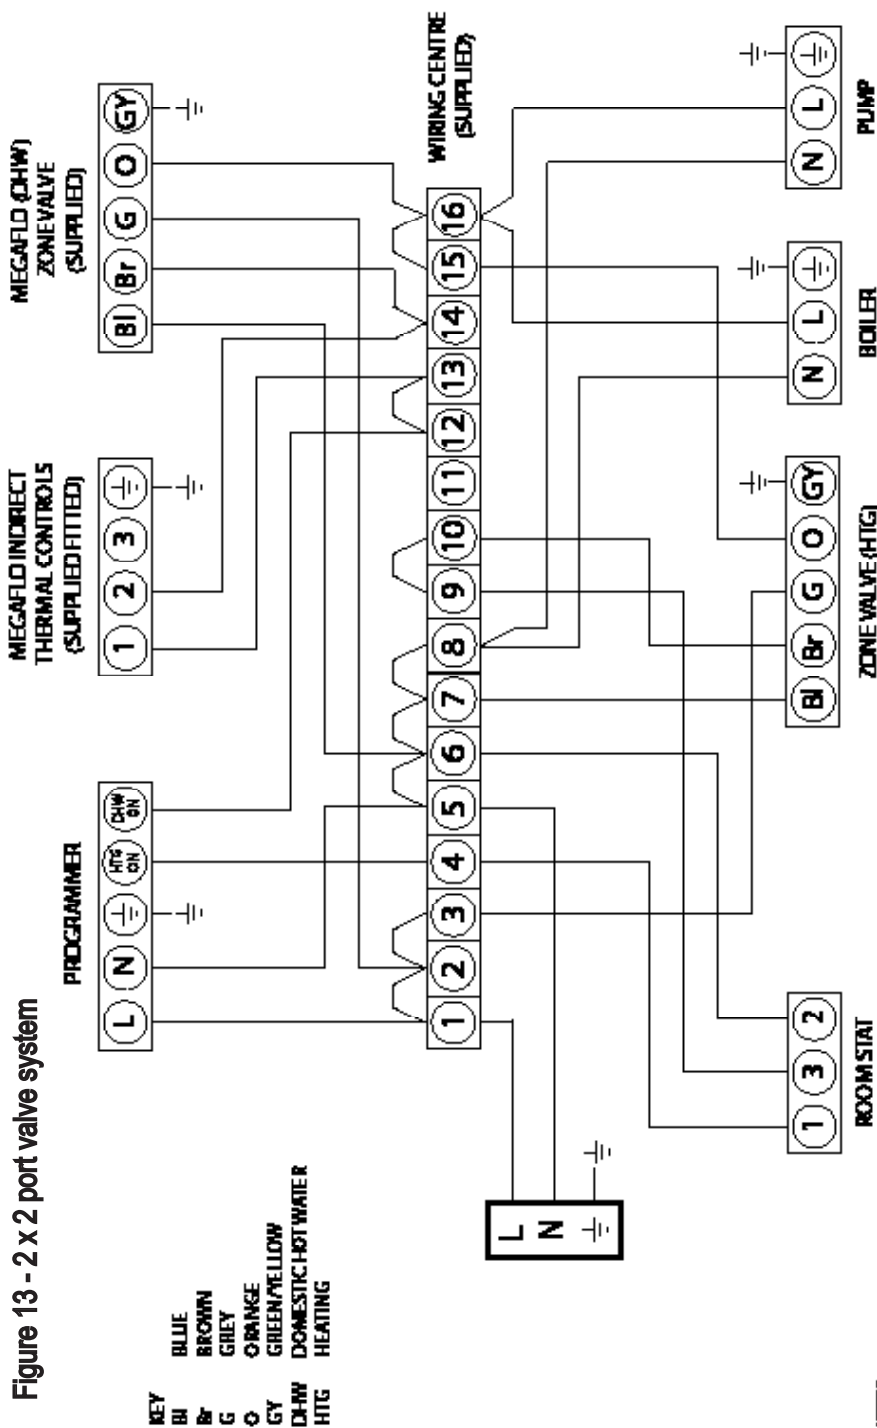 Figure 13 - 2 x 2 port valve system
KEY
Bl BLUE
Br BROWN
G GREY
O ORANGE
GY GREEN/YELLOW
DHW DOMESTIC HOT WATER
HTG HEATING
PROGRAMMER
L N HTG ON DHW ON
MEGAFLO INDIRECT
THERMAL CONTROLS
(SUPPLIED FITTED)
1 2 3
MEGAFLO (DHW)
ZONE VALVE
(SUPPLIED)
Bl Br G O GY
L
N
1 2 3 4 5 6 7 8 9 10 11 12 13 14 15 16
WIRING CENTRE
(SUPPLIED)
1 3 2
ROOM STAT
Bl Br G O GY
ZONE VALVE (HTG)
N L
BOILER
N L
PUMP